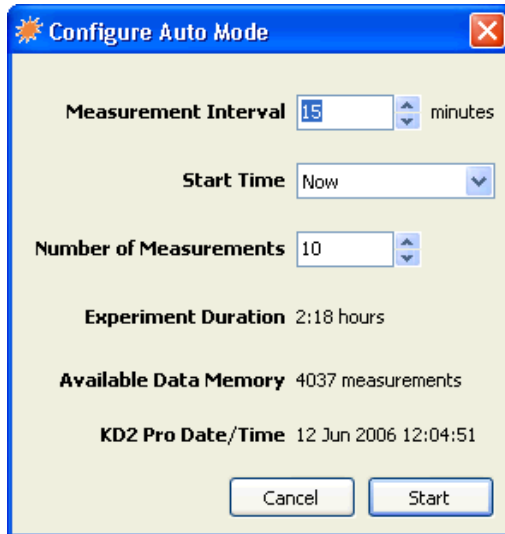 Configure Auto Mode
Measurement Interval 15 minutes
Start Time Now
Number of Measurements 10
Experiment Duration 2:18 hours
Available Data Memory 4037 measurements
KD2 Pro Date/Time 12 Jun 2006 12:04:51
Cancel Start